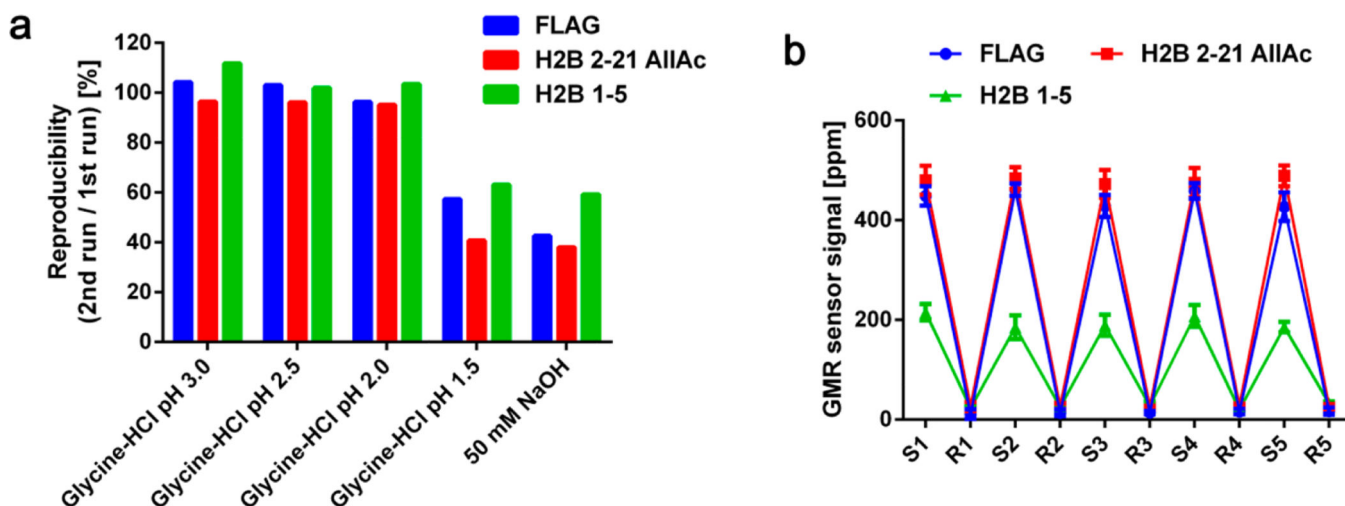 a
FLAG
H2B 2-21 AllAc
H2B 1-5
Reproducibility
(2nd run / 1st run) [%]
120
100
80
60
40
20
0
Glycine-HCl pH 3.0
Glycine-HCl pH 2.5
Glycine-HCl pH 2.0
Glycine-HCl pH 1.5
50 mM NaOH
b
FLAG
H2B 2-21 AllAc
H2B 1-5
GMR sensor signal [ppm]
600
400
200
0
S1
R1
S2
R2
S3
R3
S4
R4
S5
R5